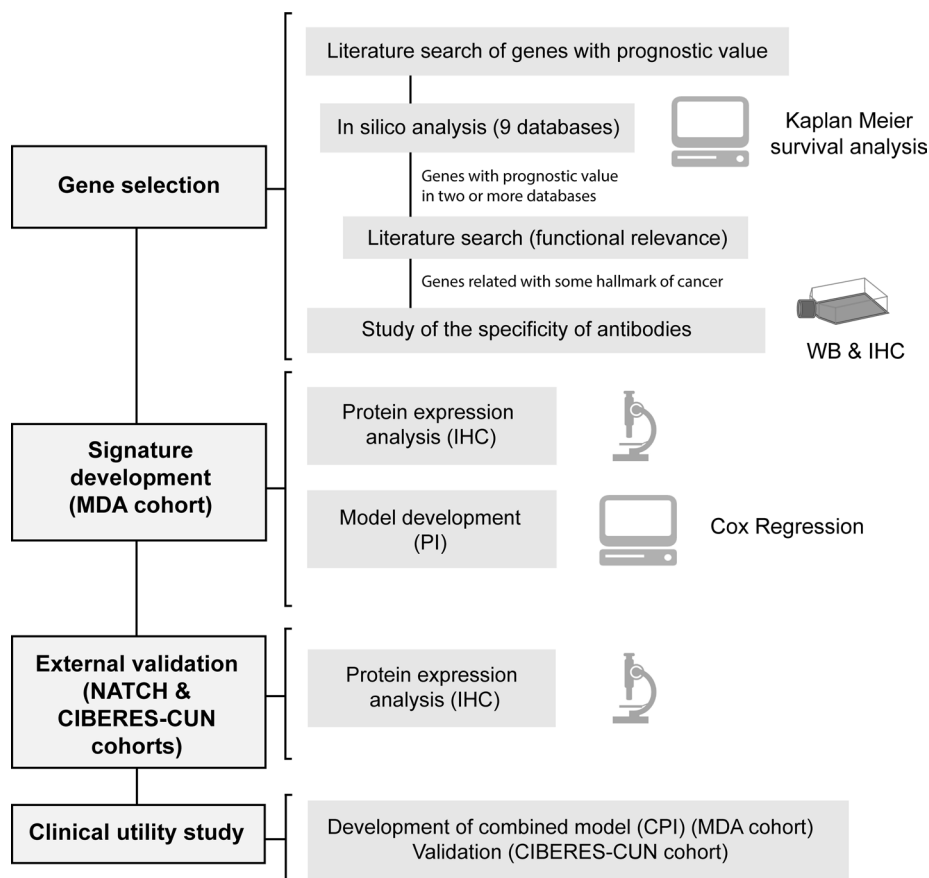 Literature search of genes with prognostic value
In silico analysis (9 databases)
Kaplan Meier
survival analysis
Genes with prognostic value
in two or more databases
Gene selection
Literature search (functional relevance)
Genes related with some hallmark of cancer
Study of the specificity of antibodies
WB & IHC
Signature
development
(MDA cohort)
Protein expression
analysis (IHC)
Model development
(PI)
Cox Regression
External validation
(NATCH &
CIBERES-CUN
cohorts)
Protein expression
analysis (IHC)
Clinical utility study
Development of combined model (CPI) (MDA cohort)
Validation (CIBERES-CUN cohort)